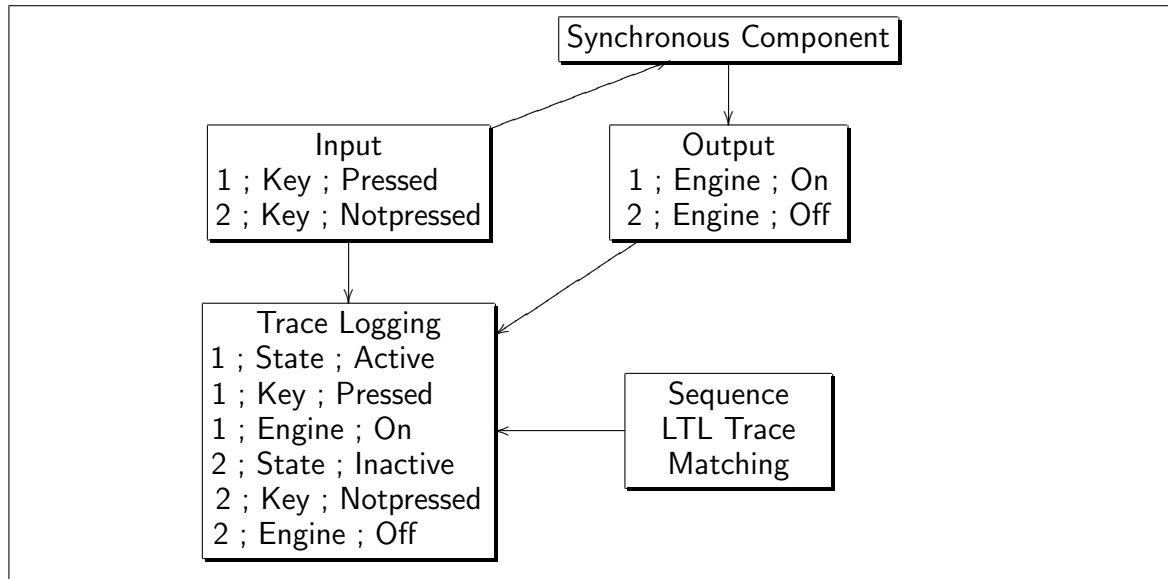 Synchronous Component
Input
1 ; Key ; Pressed
2 ; Key ; Notpressed
Output
1 ; Engine ; On
2 ; Engine ; Off
Trace Logging
1 ; State ; Active
1 ; Key ; Pressed
1 ; Engine ; On
2 ; State ; Inactive
2 ; Key ; Notpressed
2 ; Engine ; Off
Sequence
LTL Trace
Matching